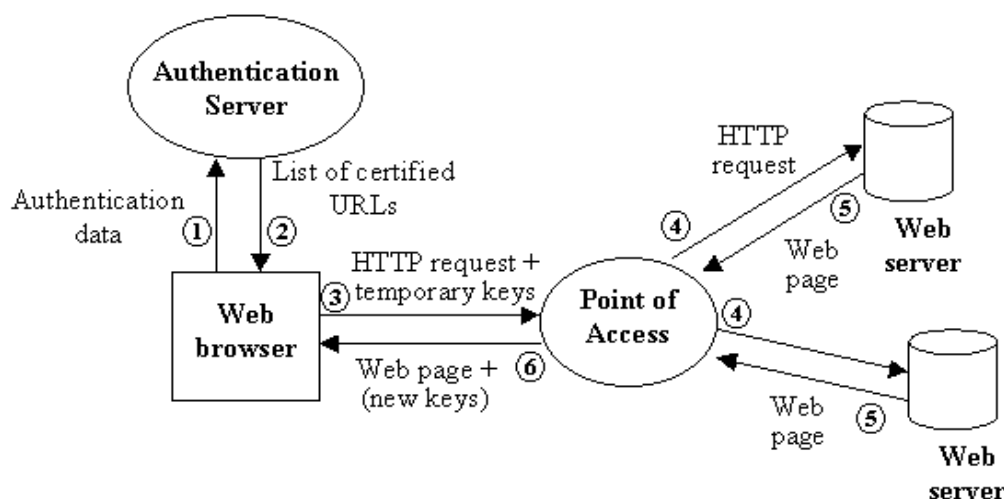 Authentication
Server
Authentication
data
①
②
List of certified
URLs
HTTP request +
③ temporary keys
Web
browser
Web page + ⑥
(new keys)
Point of
Access
HTTP
request
④
⑤
Web
page
Web
server
④
Web
page
⑤
Web
server